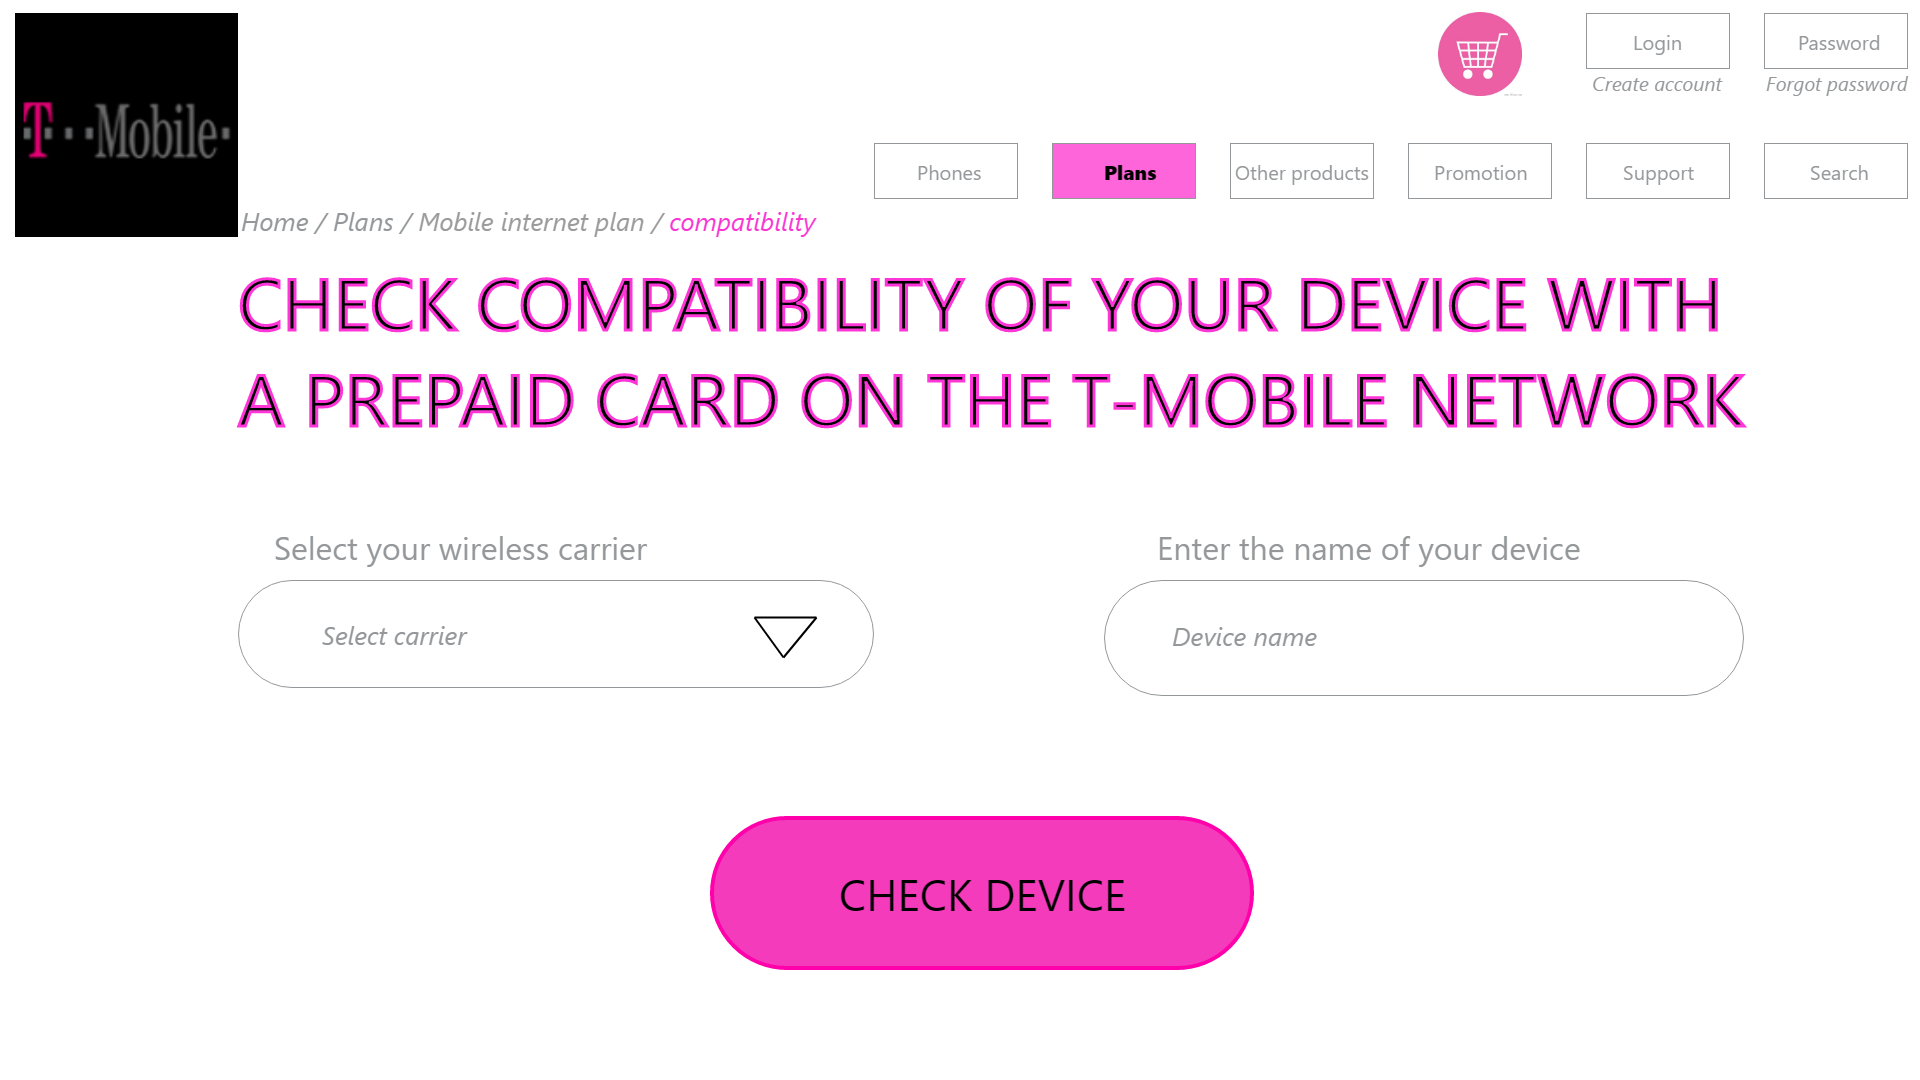 T··Mobile·
Login
Password
Create account
Forgot password
Phones
Plans
Other products
Promotion
Support
Search
Home / Plans / Mobile internet plan / compatibility
CHECK COMPATIBILITY OF YOUR DEVICE WITH
A PREPAID CARD ON THE T-MOBILE NETWORK
Select your wireless carrier
Enter the name of your device
Select carrier
Device name
CHECK DEVICE